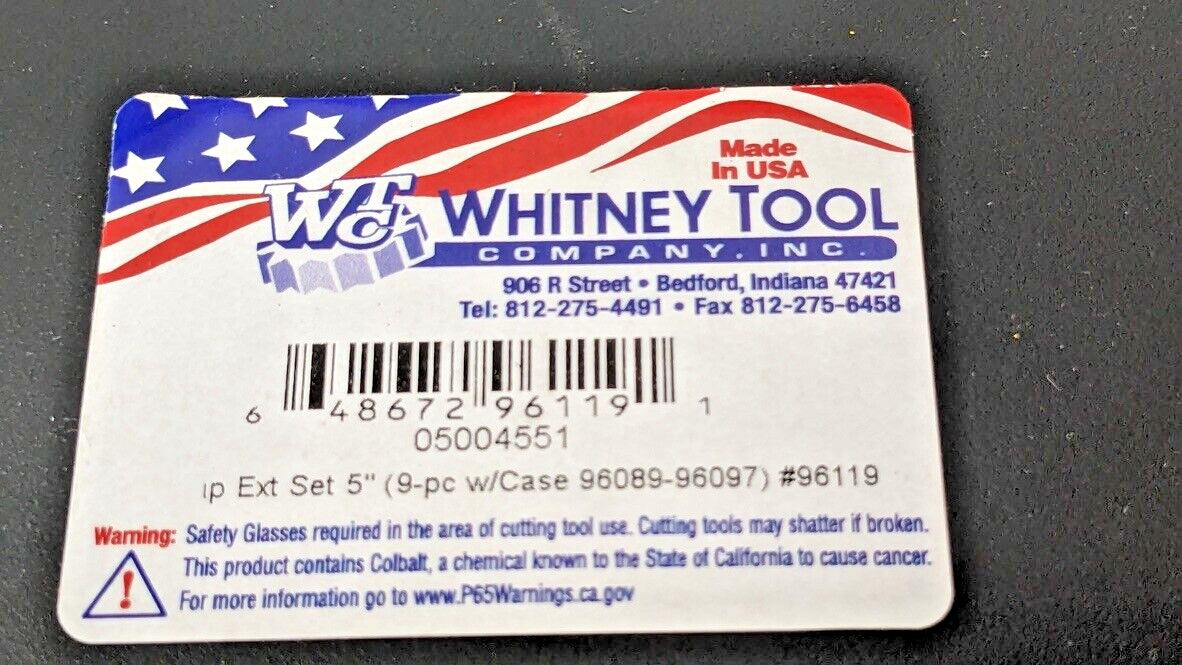 Made
In USA
WTC
WHITNEY TOOL
COMPANY, INC.
906 R Street • Bedford, Indiana 47421
Tel: 812-275-4491 • Fax 812-275-6458
6 48672 96119 1
05004551
Ext Set 5" (9-pc w/Case 96089-96097) #96119
Warning: Safety Glasses required in the area of cutting tool use. Cutting tools may shatter if broken.
! This product contains Colbalt, a chemical known to the State of California to cause cancer.
For more information go to www.P65Warnings.ca.gov